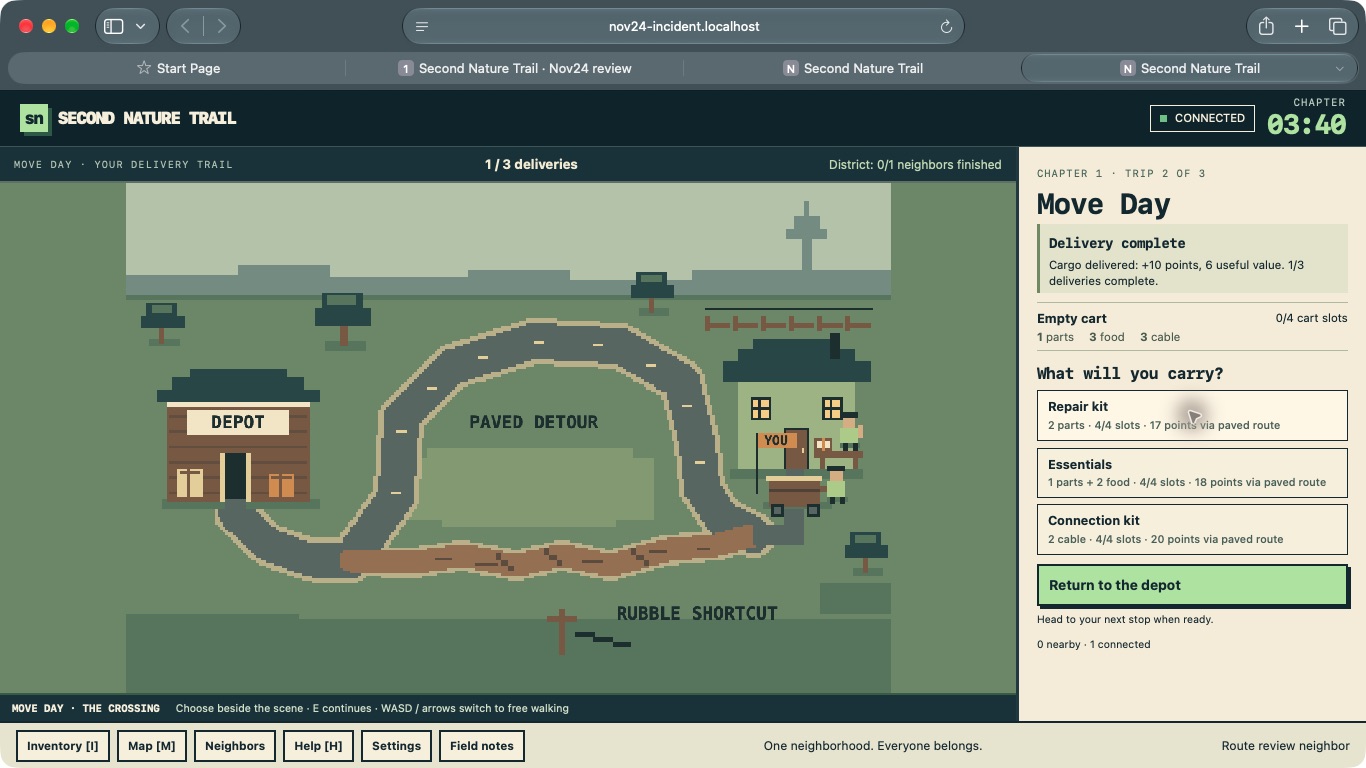 nov24-incident.localhost
Start Page
1 Second Nature Trail · Nov24 review
N Second Nature Trail
N Second Nature Trail
sn SECOND NATURE TRAIL
CONNECTED
CHAPTER
03:40
MOVE DAY · YOUR DELIVERY TRAIL
1 / 3 deliveries
District: 0/1 neighbors finished
DEPOT
PAVED DETOUR
YOU
RUBBLE SHORTCUT
CHAPTER 1 · TRIP 2 OF 3
Move Day
Delivery complete
Cargo delivered: +10 points, 6 useful value. 1/3
deliveries complete.
Empty cart
0/4 cart slots
1 parts 3 food 3 cable
What will you carry?
Repair kit
2 parts · 4/4 slots · 17 points via paved route
Essentials
1 parts + 2 food · 4/4 slots · 18 points via paved route
Connection kit
2 cable · 4/4 slots · 20 points via paved route
Return to the depot
Head to your next stop when ready.
0 nearby · 1 connected
MOVE DAY · THE CROSSING
Choose beside the scene · E continues · WASD / arrows switch to free walking
Inventory [I]
Map [M]
Neighbors
Help [H]
Settings
Field notes
One neighborhood. Everyone belongs.
Route review neighbor